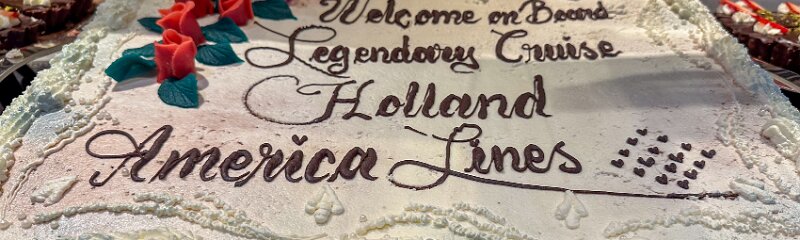 Welcome on Board
Legendary Cruise
Holland
America Lines